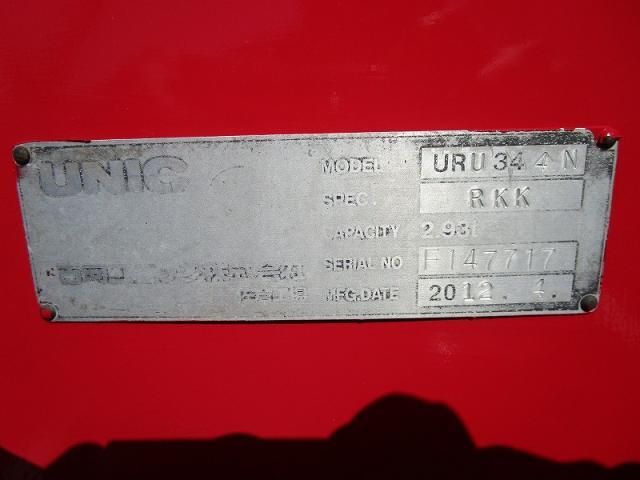 UNIC
MODEL URU344N
SPEC. RKK
CAPACITY 2.93t
SERIAL NO F147717
MFG.DATE 2012.4.